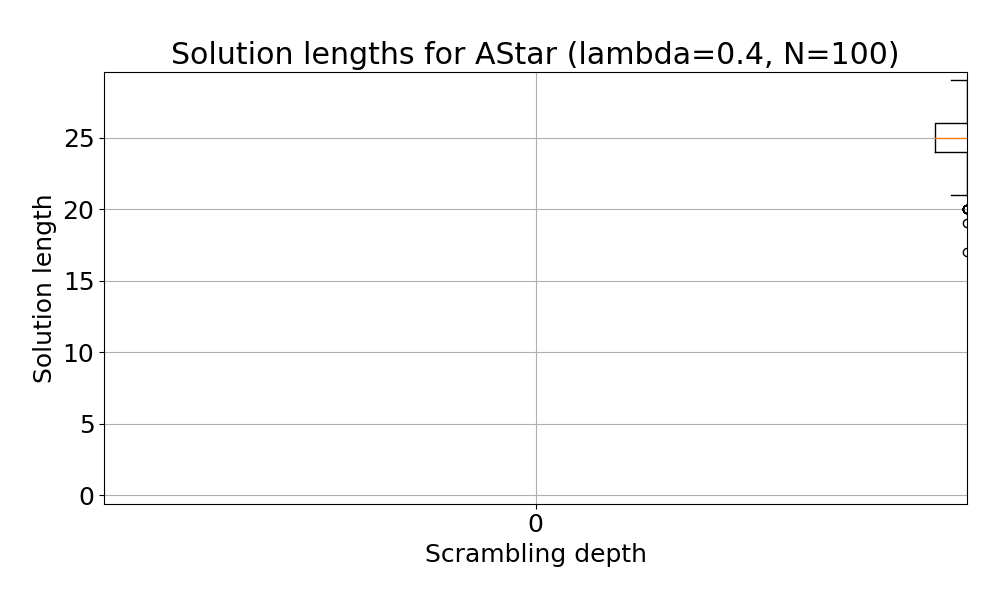 Solution lengths for AStar (lambda=0.4, N=100)
25
20
15
10
5
0
Solution length
0
Scrambling depth